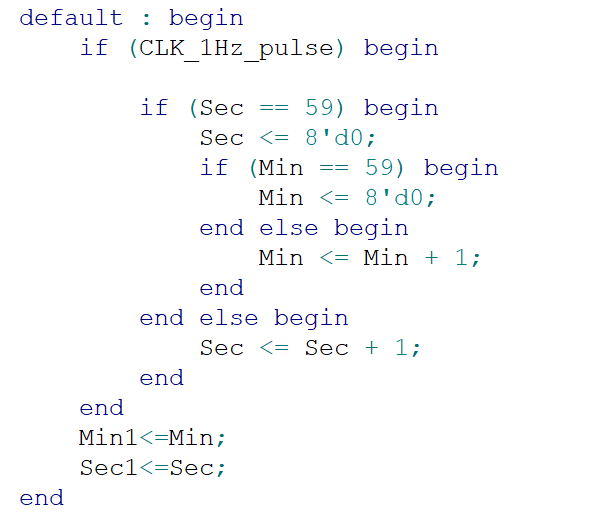 default : begin
if (CLK_1Hz_pulse) begin
if (Sec == 59) begin
Sec <= 8'd0;
if (Min == 59) begin
Min <= 8'd0;
end else begin
Min <= Min + 1;
end
end else begin
Sec <= Sec + 1;
end
end
Min1<=Min;
Sec1<=Sec;
end